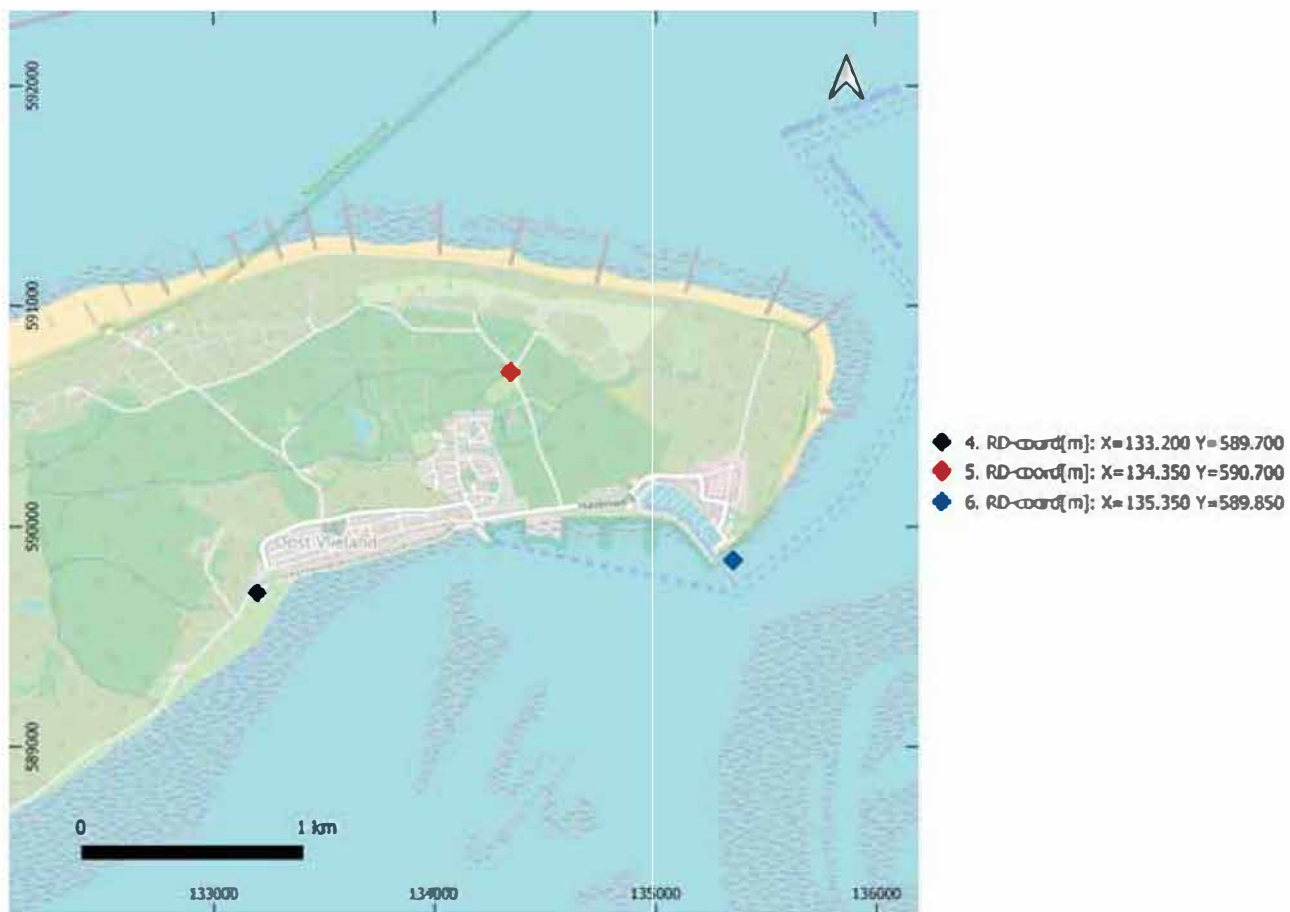 592000
591000
590000
589000
Oost-Vlieland
Havenweg
0 1 km
133000 134000 135000 136000
4. RD-coord[m]: X=133.200 Y=589.700
5. RD-coord[m]: X=134.350 Y=590.700
6. RD-coord[m]: X=135.350 Y=589.850